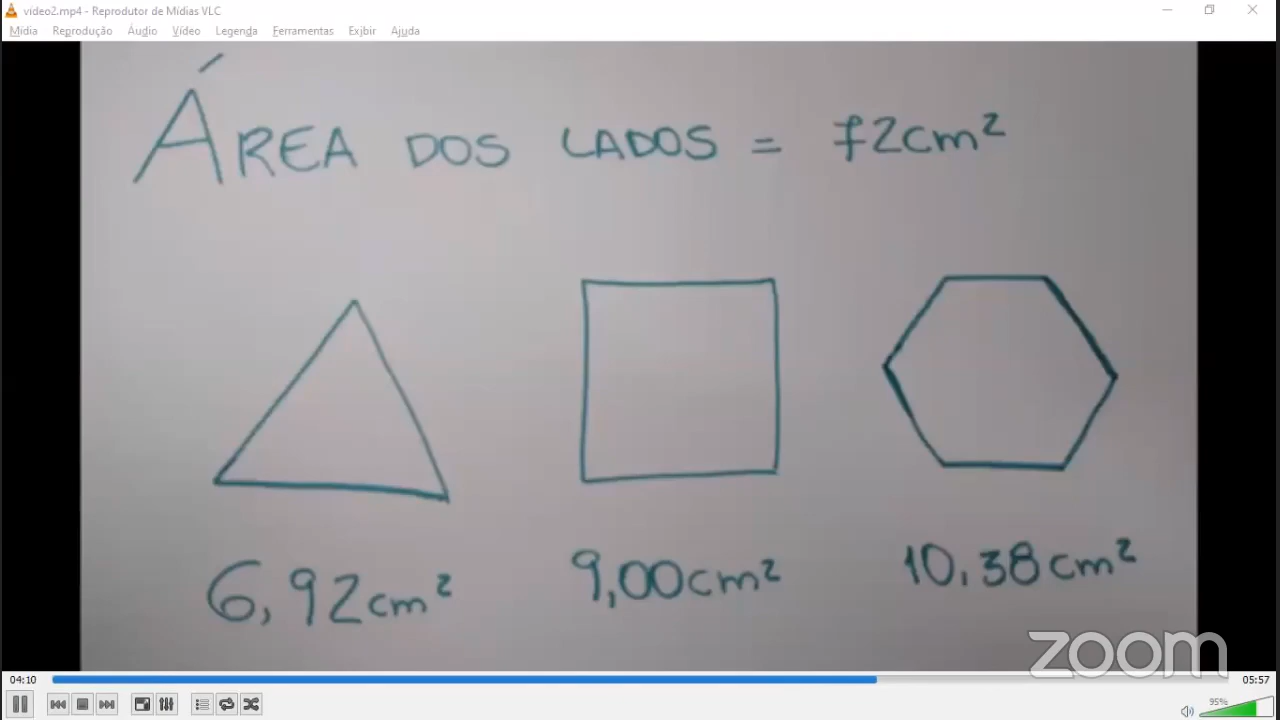 vídeo2.mp4 - Reprodutor de Mídias VLC
Mídia Reprodução Áudio Vídeo Legenda Ferramentas Exibir Ajuda
ÁREA DOS LADOS = 72cm²
6,92cm² 9,00cm² 10,38cm²
zoom
04:10 05:57
95%